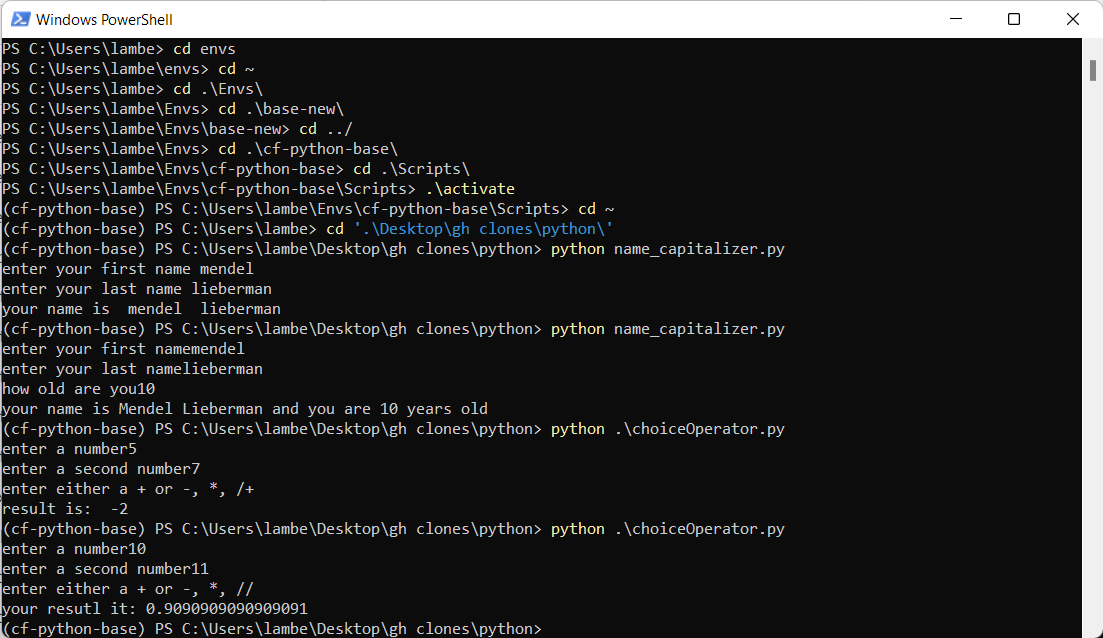 Windows PowerShell
PS C:\Users\lambe> cd envs
PS C:\Users\lambe\envs> cd ~
PS C:\Users\lambe> cd .\Envs\
PS C:\Users\lambe\Envs> cd .\base-new\
PS C:\Users\lambe\Envs\base-new> cd ../
PS C:\Users\lambe\Envs> cd .\cf-python-base\
PS C:\Users\lambe\Envs\cf-python-base> cd .\Scripts\
PS C:\Users\lambe\Envs\cf-python-base\Scripts> .\activate
(cf-python-base) PS C:\Users\lambe\Envs\cf-python-base\Scripts> cd ~
(cf-python-base) PS C:\Users\lambe> cd '.\Desktop\gh clones\python\'
(cf-python-base) PS C:\Users\lambe\Desktop\gh clones\python> python name_capitalizer.py
enter your first name mendel
enter your last name lieberman
your name is  mendel  lieberman
(cf-python-base) PS C:\Users\lambe\Desktop\gh clones\python> python name_capitalizer.py
enter your first namemendel
enter your last namelieberman
how old are you10
your name is Mendel Lieberman and you are 10 years old
(cf-python-base) PS C:\Users\lambe\Desktop\gh clones\python> python .\choiceOperator.py
enter a number5
enter a second number7
enter either a + or -, *, /+
result is:  -2
(cf-python-base) PS C:\Users\lambe\Desktop\gh clones\python> python .\choiceOperator.py
enter a number10
enter a second number11
enter either a + or -, *, //
your resutl it: 0.9090909090909091
(cf-python-base) PS C:\Users\lambe\Desktop\gh clones\python>